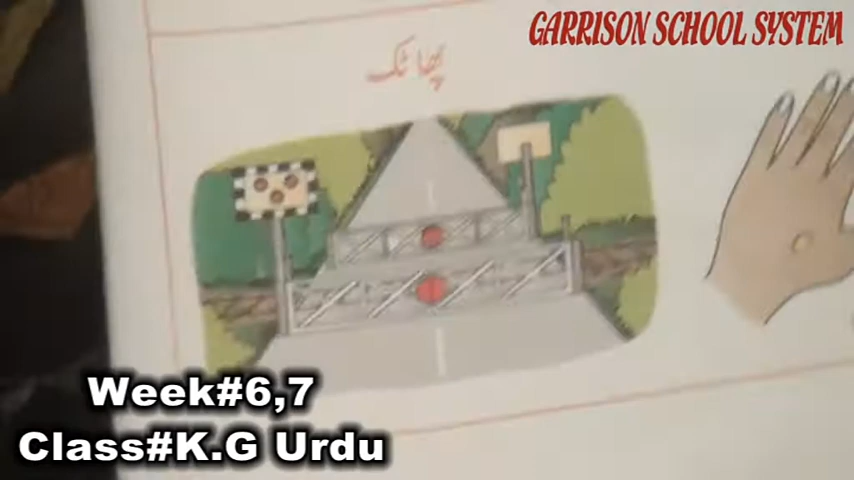 GARRISON SCHOOL SYSTEM
پھاٹک
Week#6,7
Class#K.G Urdu